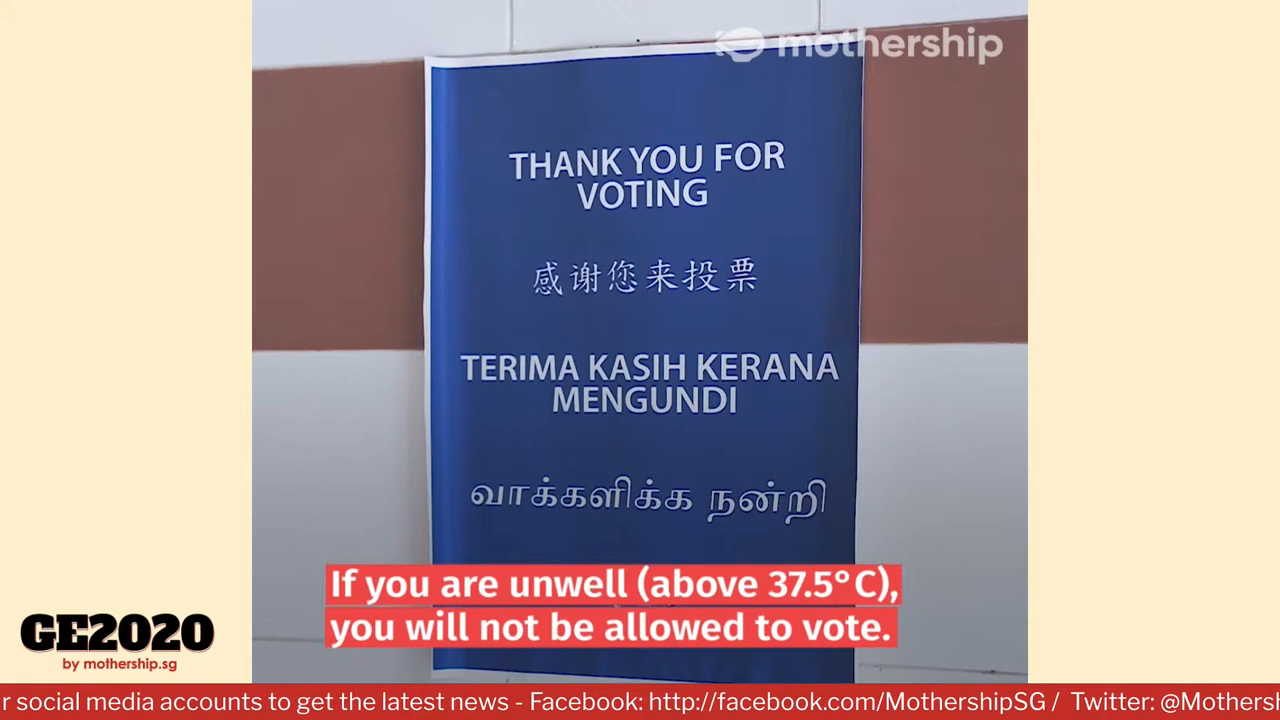 mothership
THANK YOU FOR
VOTING
感谢您来投票
TERIMA KASIH KERANA
MENGUNDI
வாக்களிக்க நன்றி
If you are unwell (above 37.5°C),
you will not be allowed to vote.
GE2020
by mothership.sg
r social media accounts to get the latest news - Facebook: http://facebook.com/MothershipSG / Twitter: @Mothersh